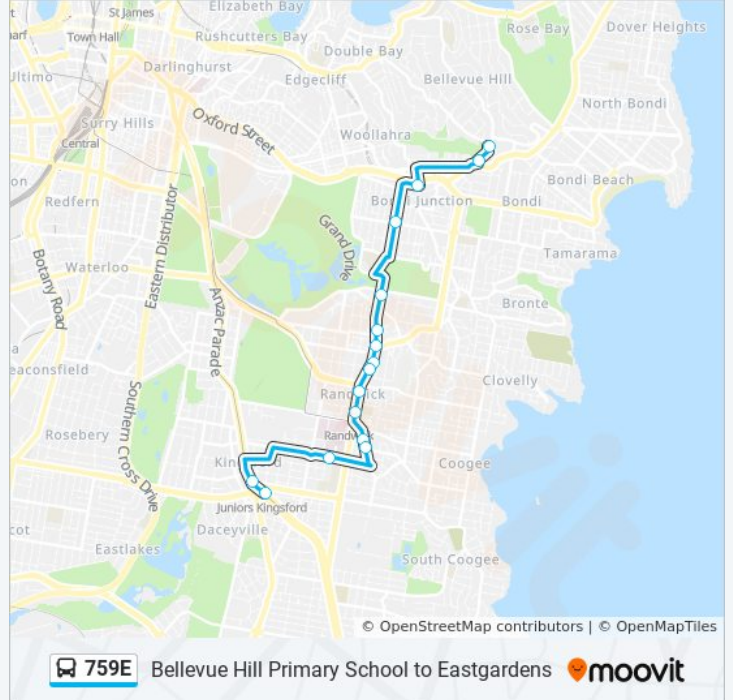 Elizabeth Bay
St James
Rushcutters Bay
Rose Bay
Dover Heights
Town Hall
Double Bay
Darlinghurst
Edgecliff
Bellevue Hill
Ultimo
North Bondi
Oxford Street
Surry Hills
Woollahra
Central
Bondi Beach
Redfern
Junction
Bondi
Grand Drive
Eastern Distributor
Tamarama
Botany Road
Waterloo
Anzac Parade
Bronte
eaconsfield
Clovelly
Southern Cross Drive
Rosebery
Coogee
Juniors Kingsford
Daceyville
Eastlakes
South Coogee
© OpenStreetMap contributors | © OpenMapTiles
759E Bellevue Hill Primary School to Eastgardens moovit